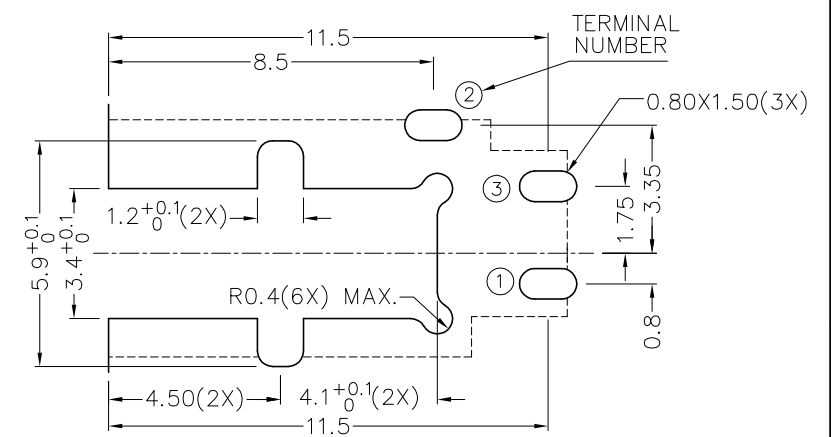 TERMINAL
NUMBER
11.5
8.5
2
0.80X1.50(3X)
3
3.35
1.75
1.2+0.1 0(2X)
5.9+0.1 0
3.4+0.1 0
1
R0.4(6X) MAX.
0.8
4.50(2X)
4.1+0.1 0(2X)
11.5